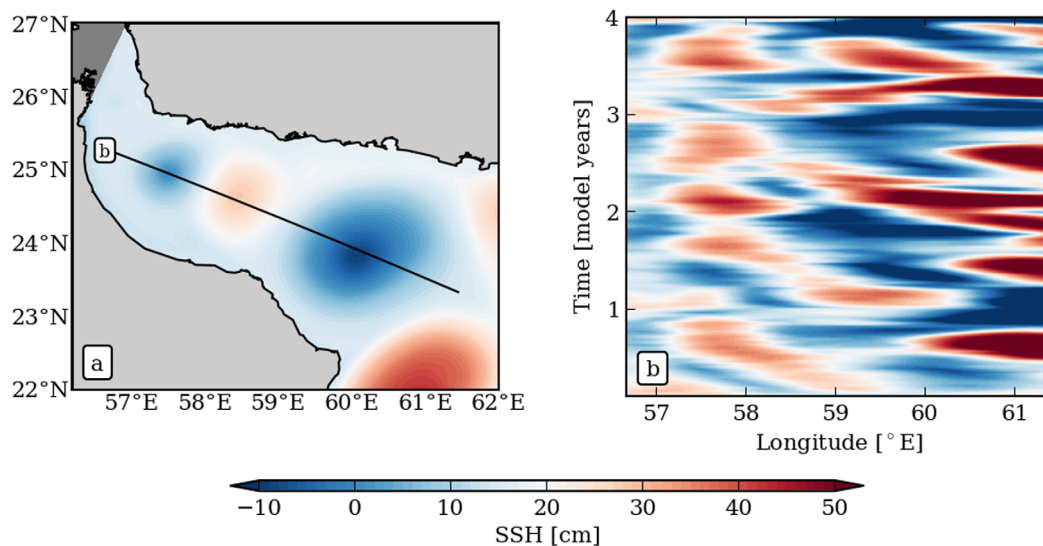 27°N
26°N
25°N
24°N
23°N
22°N
b
a
57°E 58°E 59°E 60°E 61°E 62°E
4
3
2
1
Time [model years]
b
57 58 59 60 61
Longitude [°E]
−10 0 10 20 30 40 50
SSH [cm]